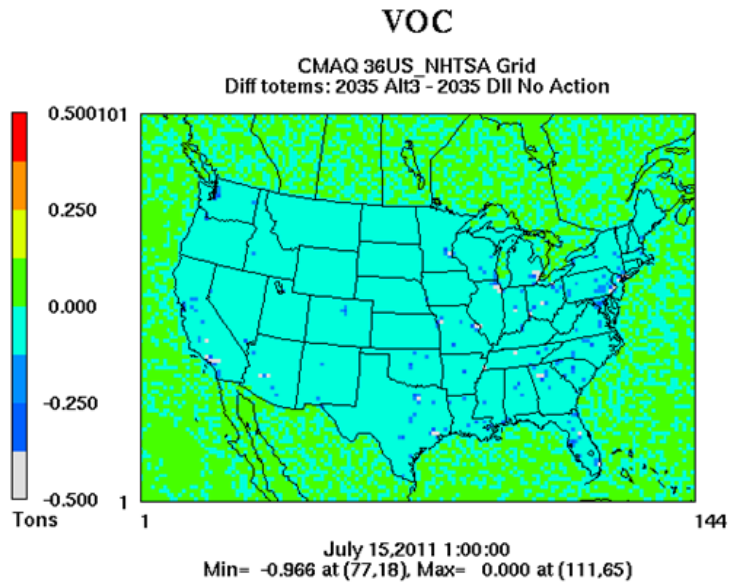 VOC
CMAQ 36US_NHTSA Grid
Diff totems: 2035 Alt3 - 2035 DII No Action
0.500
101
0.250
0.000
-0.250
-0.500
1
Tons
1
144
July 15,2011 1:00:00
Min= -0.966 at (77,18), Max= 0.000 at (111,65)